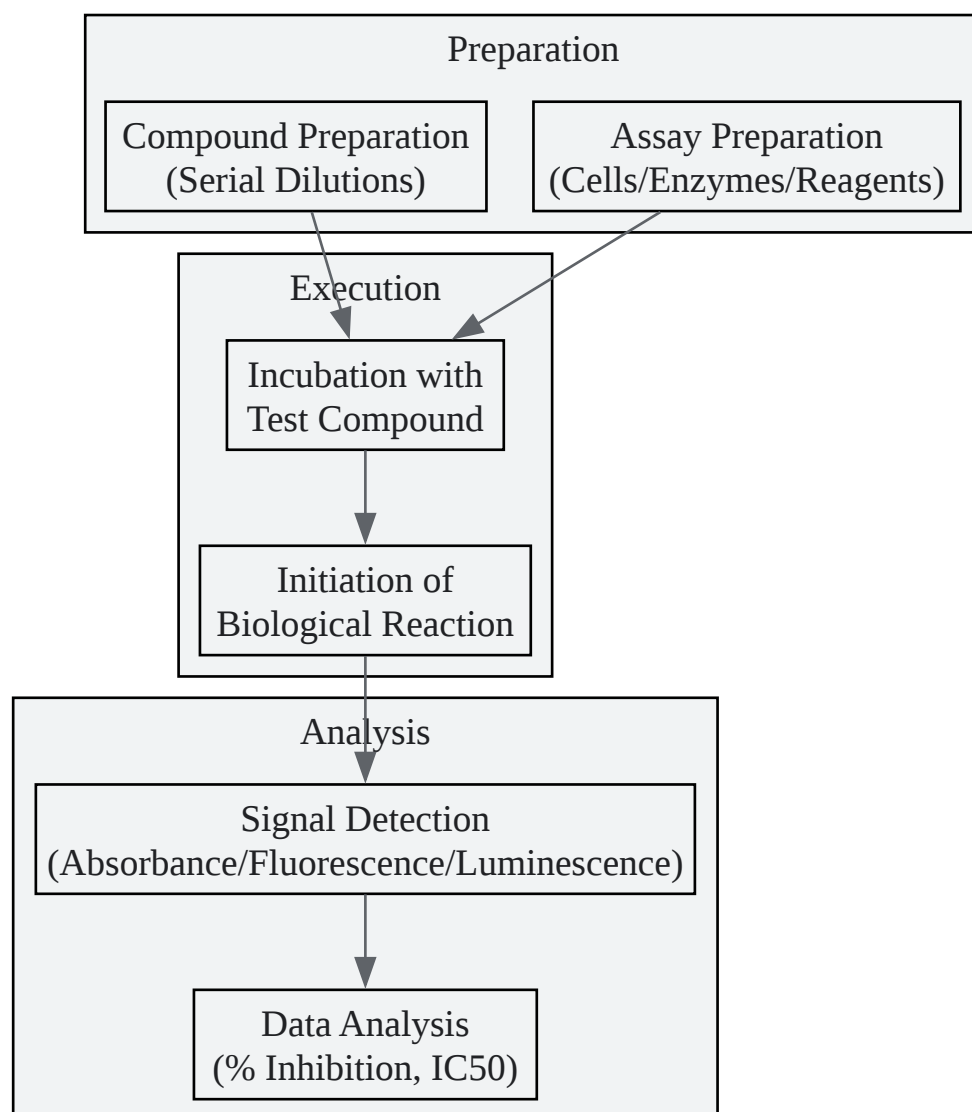 Preparation
Compound Preparation
(Serial Dilutions)
Assay Preparation
(Cells/Enzymes/Reagents)
Execution
Incubation with
Test Compound
Initiation of
Biological Reaction
Analysis
Signal Detection
(Absorbance/Fluorescence/Luminescence)
Data Analysis
(% Inhibition, IC50)